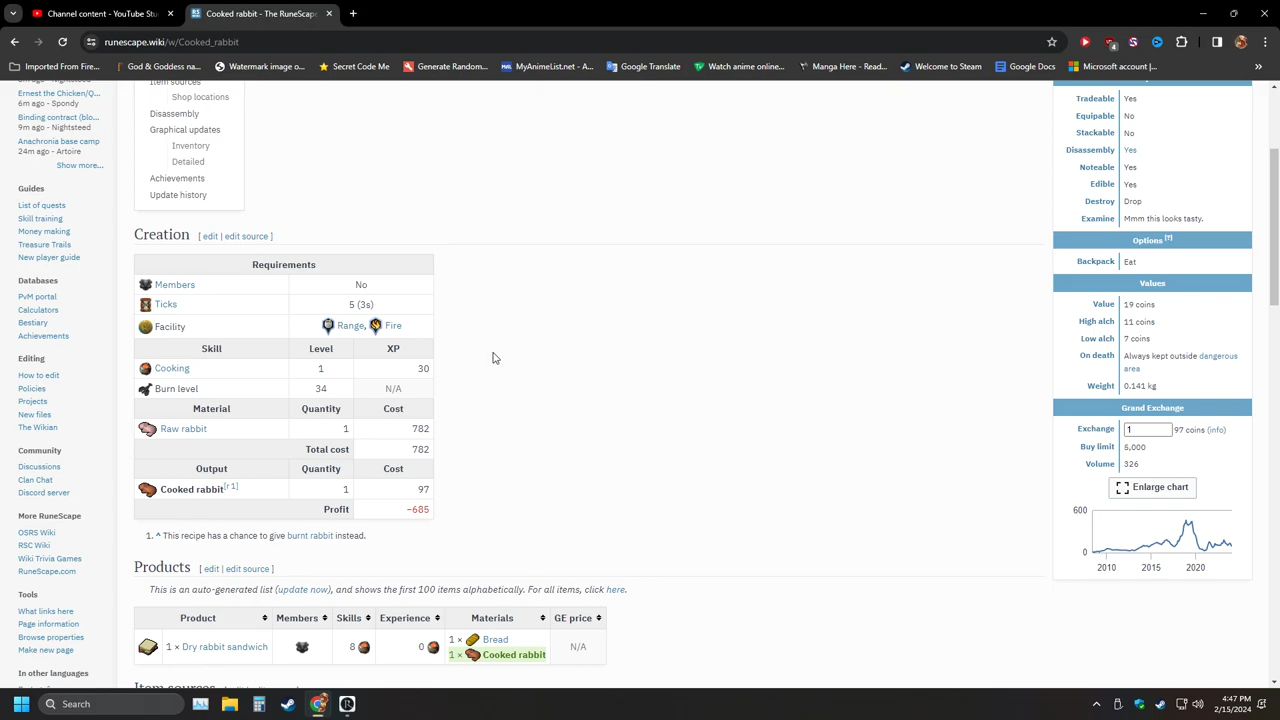 Channel content - YouTube Stu
Cooked rabbit - The RuneScape
runescape.wiki/w/Cooked_rabbit
Imported From Fire...
God & Goddess na...
Watermark image o...
Secret Code Me
Generate Random...
MyAnimeList.net - A...
Google Translate
Watch anime online...
Manga Here - Read...
Welcome to Steam
Google Docs
Microsoft account |...
Ernest the Chicken/Q...
6m ago - Spondy
Binding contract (blo...
9m ago - Nightsteed
Anachronia base camp
24m ago - Artoire
Show more...
Guides
List of quests
Skill training
Money making
Treasure Trails
New player guide
Databases
PvM portal
Calculators
Bestiary
Achievements
Editing
How to edit
Policies
Projects
New files
The Wikian
Community
Discussions
Clan Chat
Discord server
More RuneScape
OSRS Wiki
RSC Wiki
Wiki Trivia Games
RuneScape.com
Tools
What links here
Page information
Browse properties
Make new page
In other languages
Item sources
Shop locations
Disassembly
Graphical updates
Inventory
Detailed
Achievements
Update history
Creation [ edit | edit source ]
Requirements
Members No
Ticks 5 (3s)
Facility Range, Fire
Skill Level XP
Cooking 1 30
Burn level 34 N/A
Material Quantity Cost
Raw rabbit 1 782
Total cost 782
Output Quantity Cost
Cooked rabbit[r 1] 1 97
Profit −685
1. ^ This recipe has a chance to give burnt rabbit instead.
Products [ edit | edit source ]
This is an auto-generated list (update now), and shows the first 100 items alphabetically. For all items, click here.
Product Members Skills Experience Materials GE price
1 × Dry rabbit sandwich 8 0 1 × Bread N/A
1 × Cooked rabbit
Item sources
Tradeable Yes
Equipable No
Stackable No
Disassembly Yes
Noteable Yes
Edible Yes
Destroy Drop
Examine Mmm this looks tasty.
Options [?]
Backpack Eat
Values
Value 19 coins
High alch 11 coins
Low alch 7 coins
On death Always kept outside dangerous
area
Weight 0.141 kg
Grand Exchange
Exchange 1 97 coins (info)
Buy limit 5,000
Volume 326
Enlarge chart
600
0
2010 2015 2020
Search
4:47 PM
2/15/2024